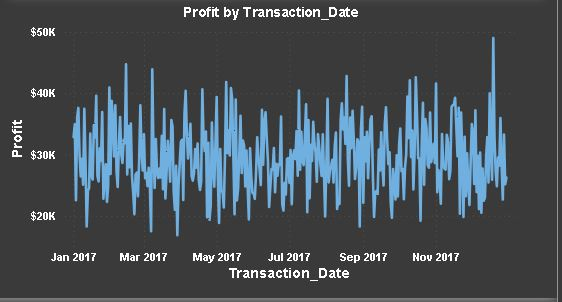 Profit by Transaction_Date
$50K
$40K
$30K
$20K
Profit
Jan 2017 Mar 2017 May 2017 Jul 2017 Sep 2017 Nov 2017
Transaction_Date